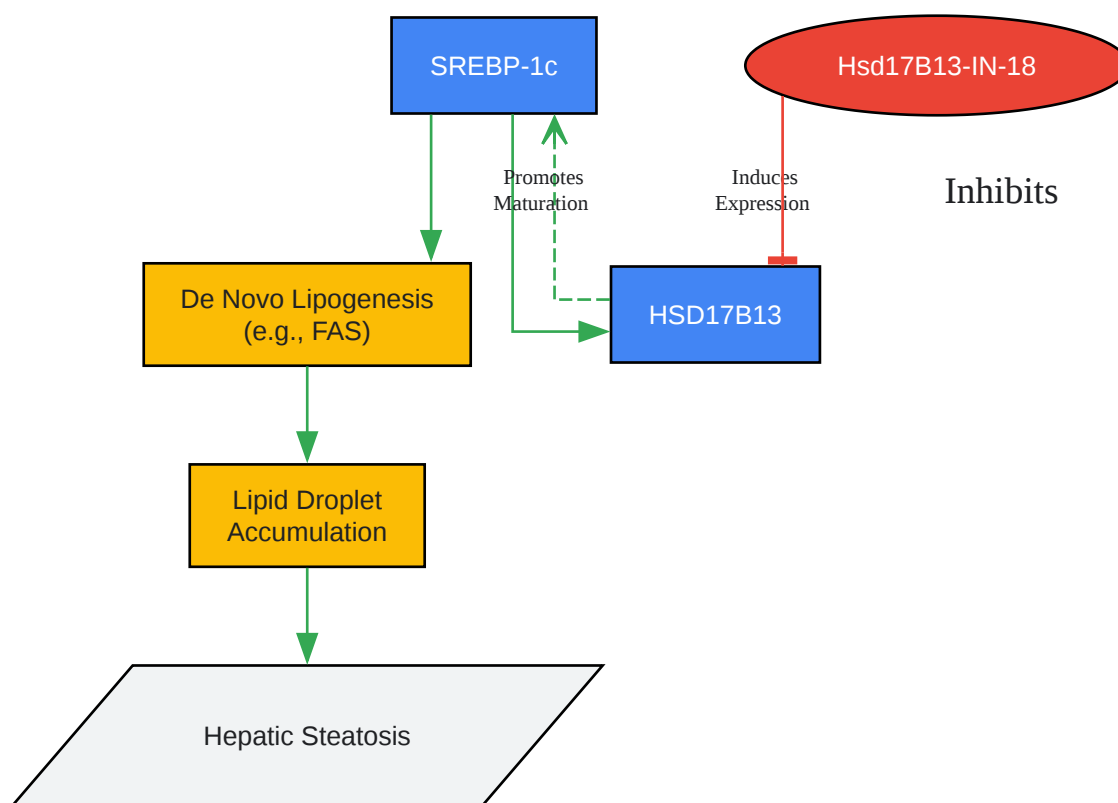 SREBP-1c
Hsd17B13-IN-18
Promotes
Maturation
Induces
Expression
Inhibits
De Novo Lipogenesis
(e.g., FAS)
HSD17B13
Lipid Droplet
Accumulation
Hepatic Steatosis